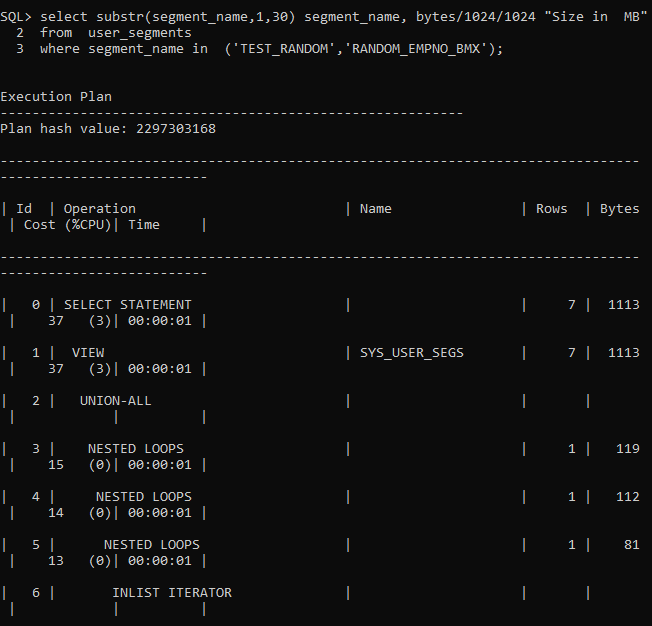 SQL> select substr(segment_name,1,30) segment_name, bytes/1024/1024 "Size in  MB"
  2  from  user_segments
  3  where segment_name in  ('TEST_RANDOM','RANDOM_EMPNO_BMX');
Execution Plan
----------------------------------------------------------
Plan hash value: 2297303168
--------------------------------------------------------------------------------
--------------------------
| Id  | Operation                          | Name                | Rows  | Bytes
 | Cost (%CPU)| Time     |
--------------------------------------------------------------------------------
--------------------------
|   0 | SELECT STATEMENT                   |                     |     7 |  1113
 |    37   (3)| 00:00:01 |
|   1 |  VIEW                              | SYS_USER_SEGS       |     7 |  1113
 |    37   (3)| 00:00:01 |
|   2 |   UNION-ALL                        |                     |       |
 |            |          |
|   3 |    NESTED LOOPS                    |                     |     1 |   119
 |    15   (0)| 00:00:01 |
|   4 |     NESTED LOOPS                   |                     |     1 |   112
 |    14   (0)| 00:00:01 |
|   5 |      NESTED LOOPS                  |                     |     1 |    81
 |    13   (0)| 00:00:01 |
|   6 |       INLIST ITERATOR              |                     |       |
 |            |          |